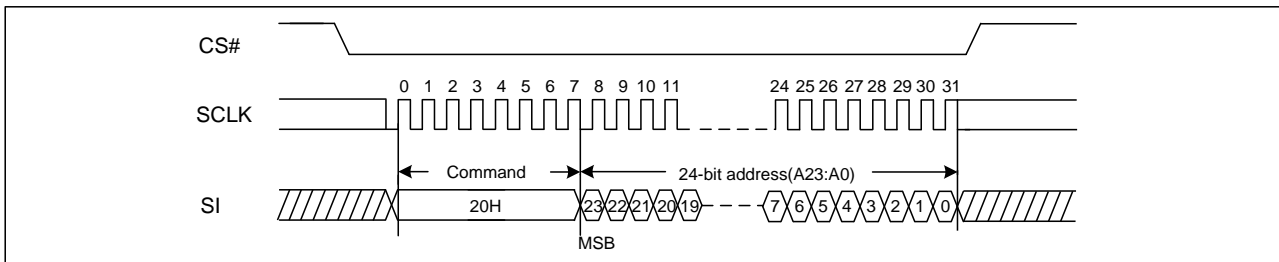 CS#
0 1 2 3 4 5 6 7 8 9 10 11 24 25 26 27 28 29 30 31
SCLK
Command 24-bit address(A23:A0)
SI 20H 23 22 21 20 19 7 6 5 4 3 2 1 0
MSB